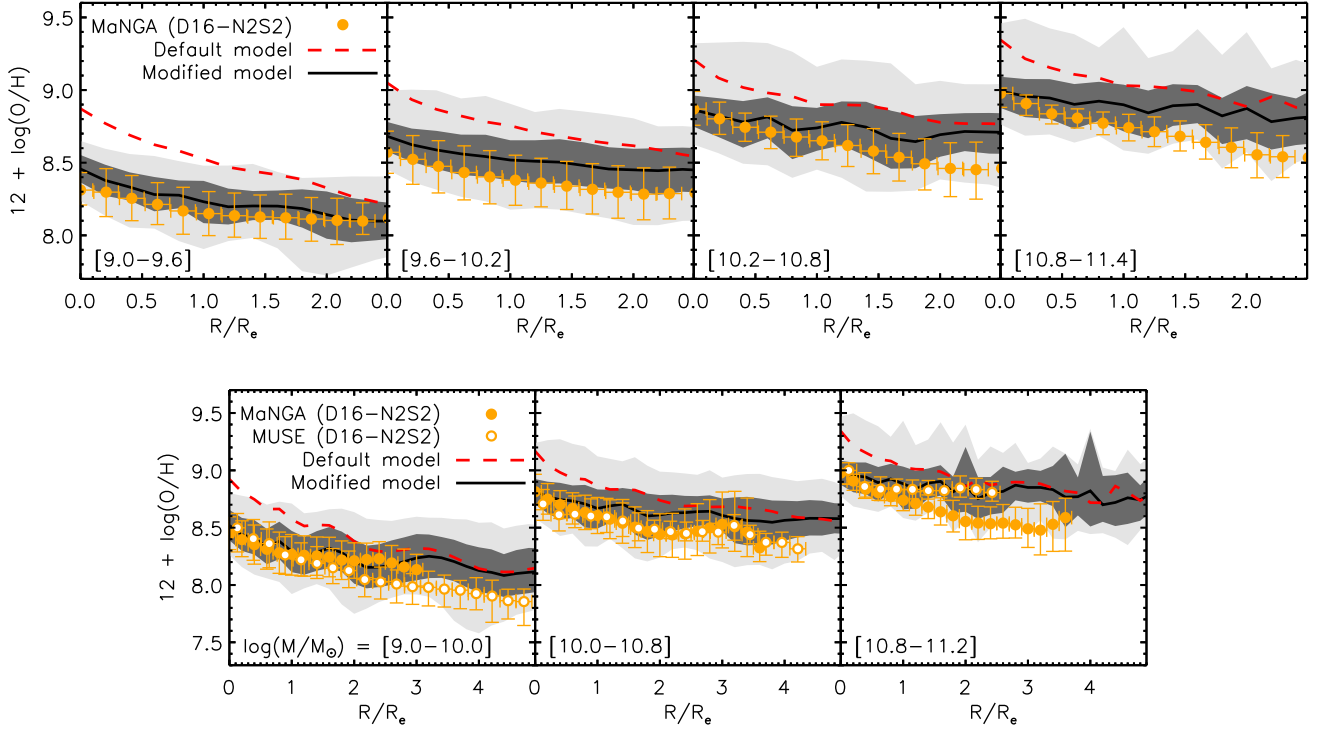 MaNGA (D16−N2S2)
Default model
Modified model
12 + log(O/H)
9.5
9.0
8.5
8.0
[9.0−9.6]
[9.6−10.2]
[10.2−10.8]
[10.8−11.4]
0.0 0.5 1.0 1.5 2.0 0.0 0.5 1.0 1.5 2.0 0.0 0.5 1.0 1.5 2.0 0.0 0.5 1.0 1.5 2.0
R/Re R/Re R/Re R/Re
MaNGA (D16−N2S2)
MUSE (D16−N2S2)
Default model
Modified model
12 + log(O/H)
9.5
9.0
8.5
8.0
7.5
log(M/M⊙) = [9.0−10.0]
[10.0−10.8]
[10.8−11.2]
0 1 2 3 4 0 1 2 3 4 0 1 2 3 4
R/Re R/Re R/Re